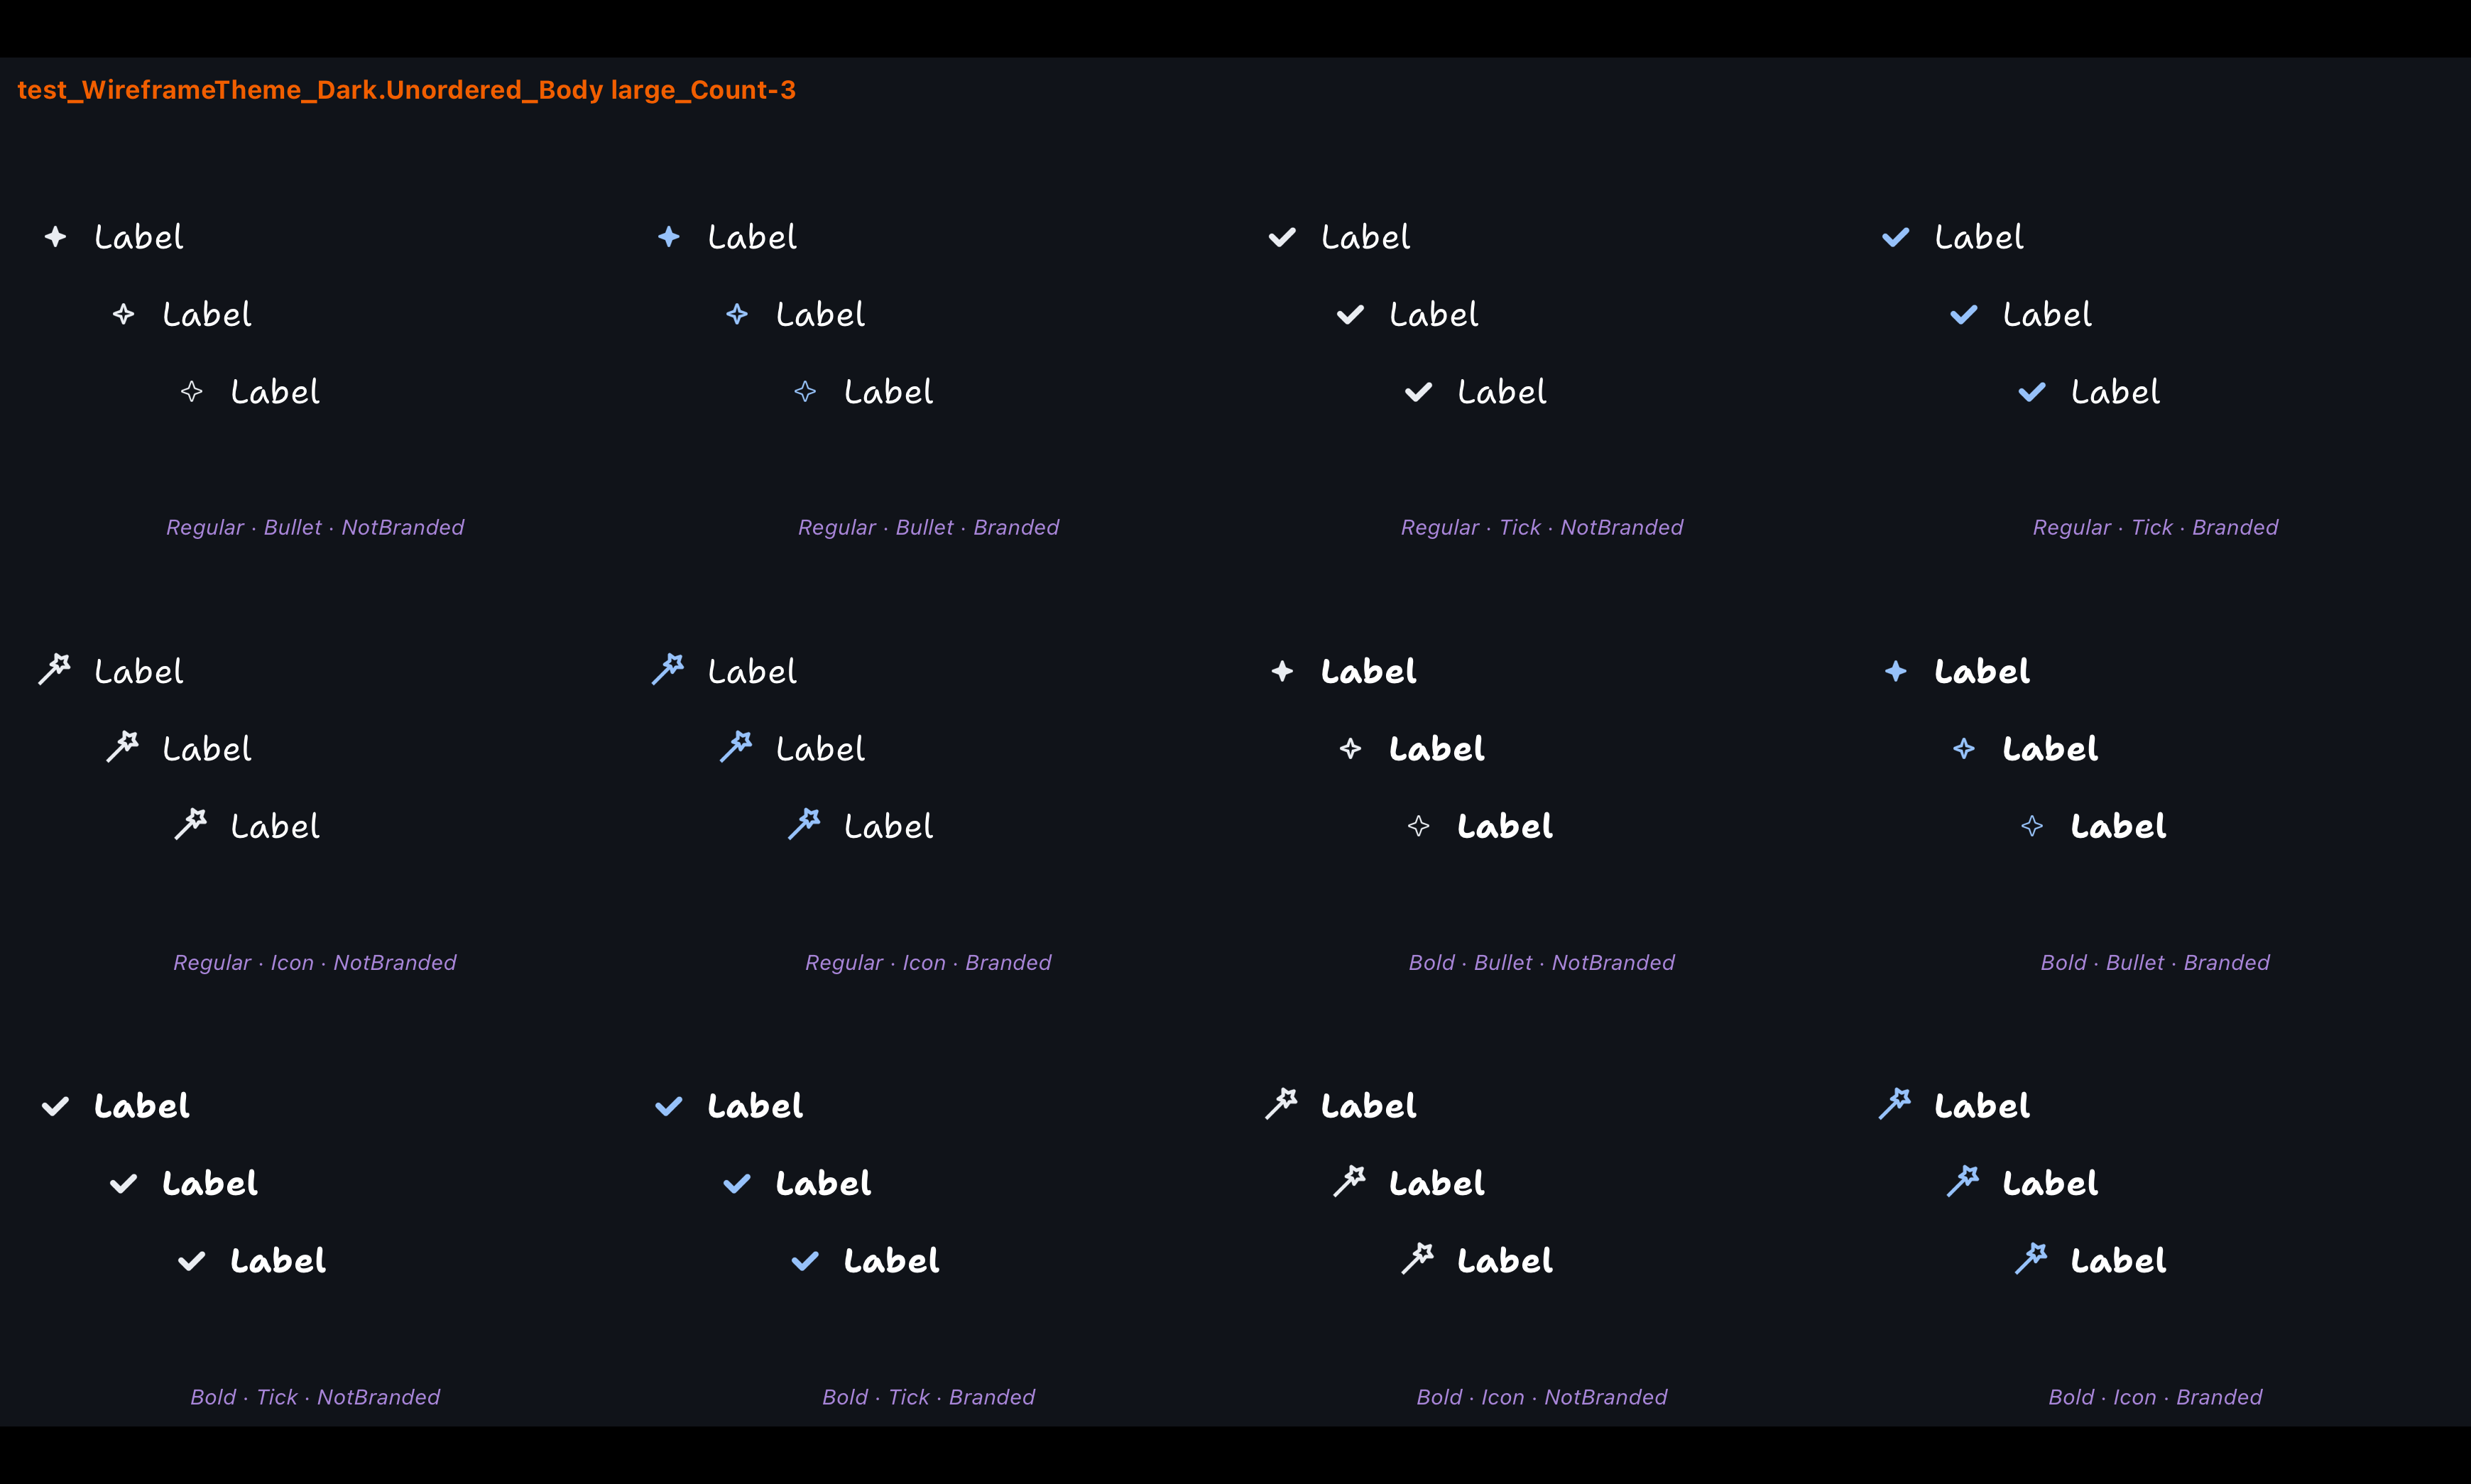 test_WireframeTheme_Dark.Unordered_Body large_Count-3
Label
Label
Label
Regular · Bullet · NotBranded
Label
Label
Label
Regular · Bullet · Branded
Label
Label
Label
Regular · Tick · NotBranded
Label
Label
Label
Regular · Tick · Branded
Label
Label
Label
Regular · Icon · NotBranded
Label
Label
Label
Regular · Icon · Branded
Label
Label
Label
Bold · Bullet · NotBranded
Label
Label
Label
Bold · Bullet · Branded
Label
Label
Label
Bold · Tick · NotBranded
Label
Label
Label
Bold · Tick · Branded
Label
Label
Label
Bold · Icon · NotBranded
Label
Label
Label
Bold · Icon · Branded